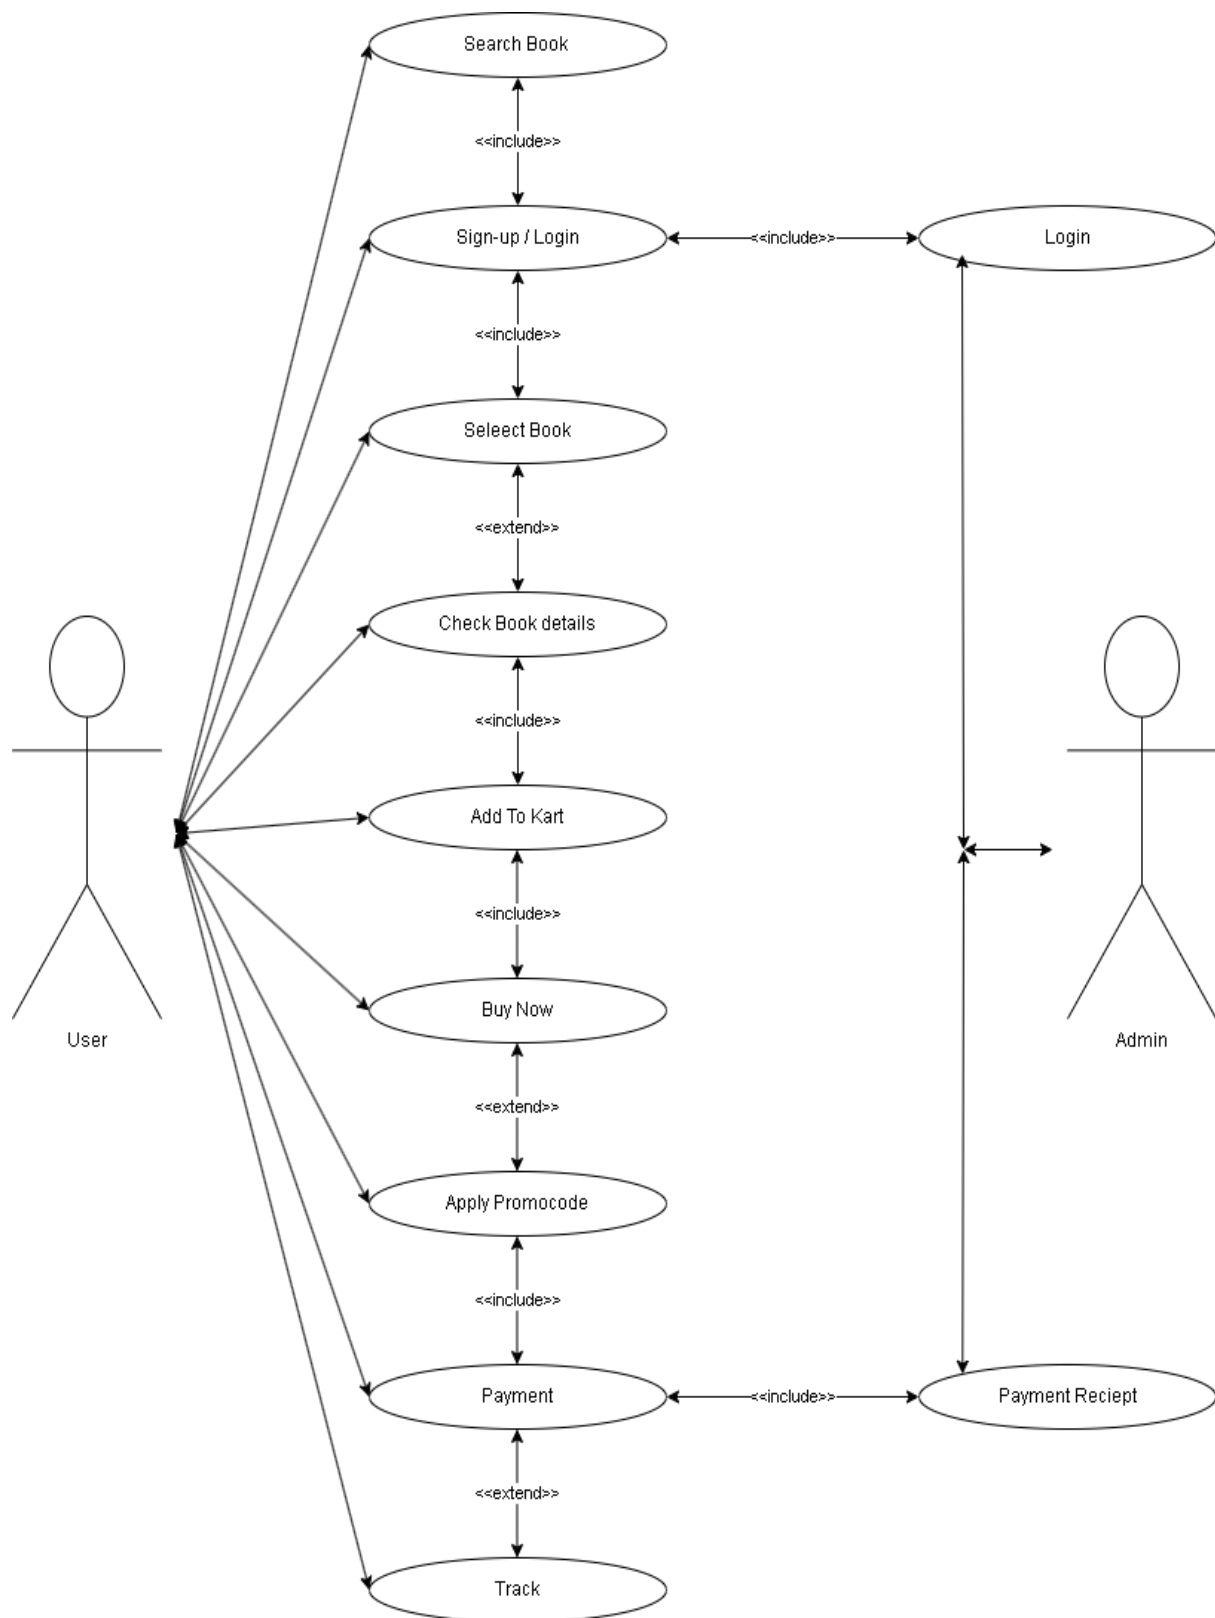 Search Book
<<include>>
Sign-up / Login
<<include>>
Login
<<include>>
Seleect Book
<<extend>>
Check Book details
<<include>>
Add To Kart
<<include>>
Buy Now
User
Admin
<<extend>>
Apply Promocode
<<include>>
Payment
<<include>>
Payment Reciept
<<extend>>
Track